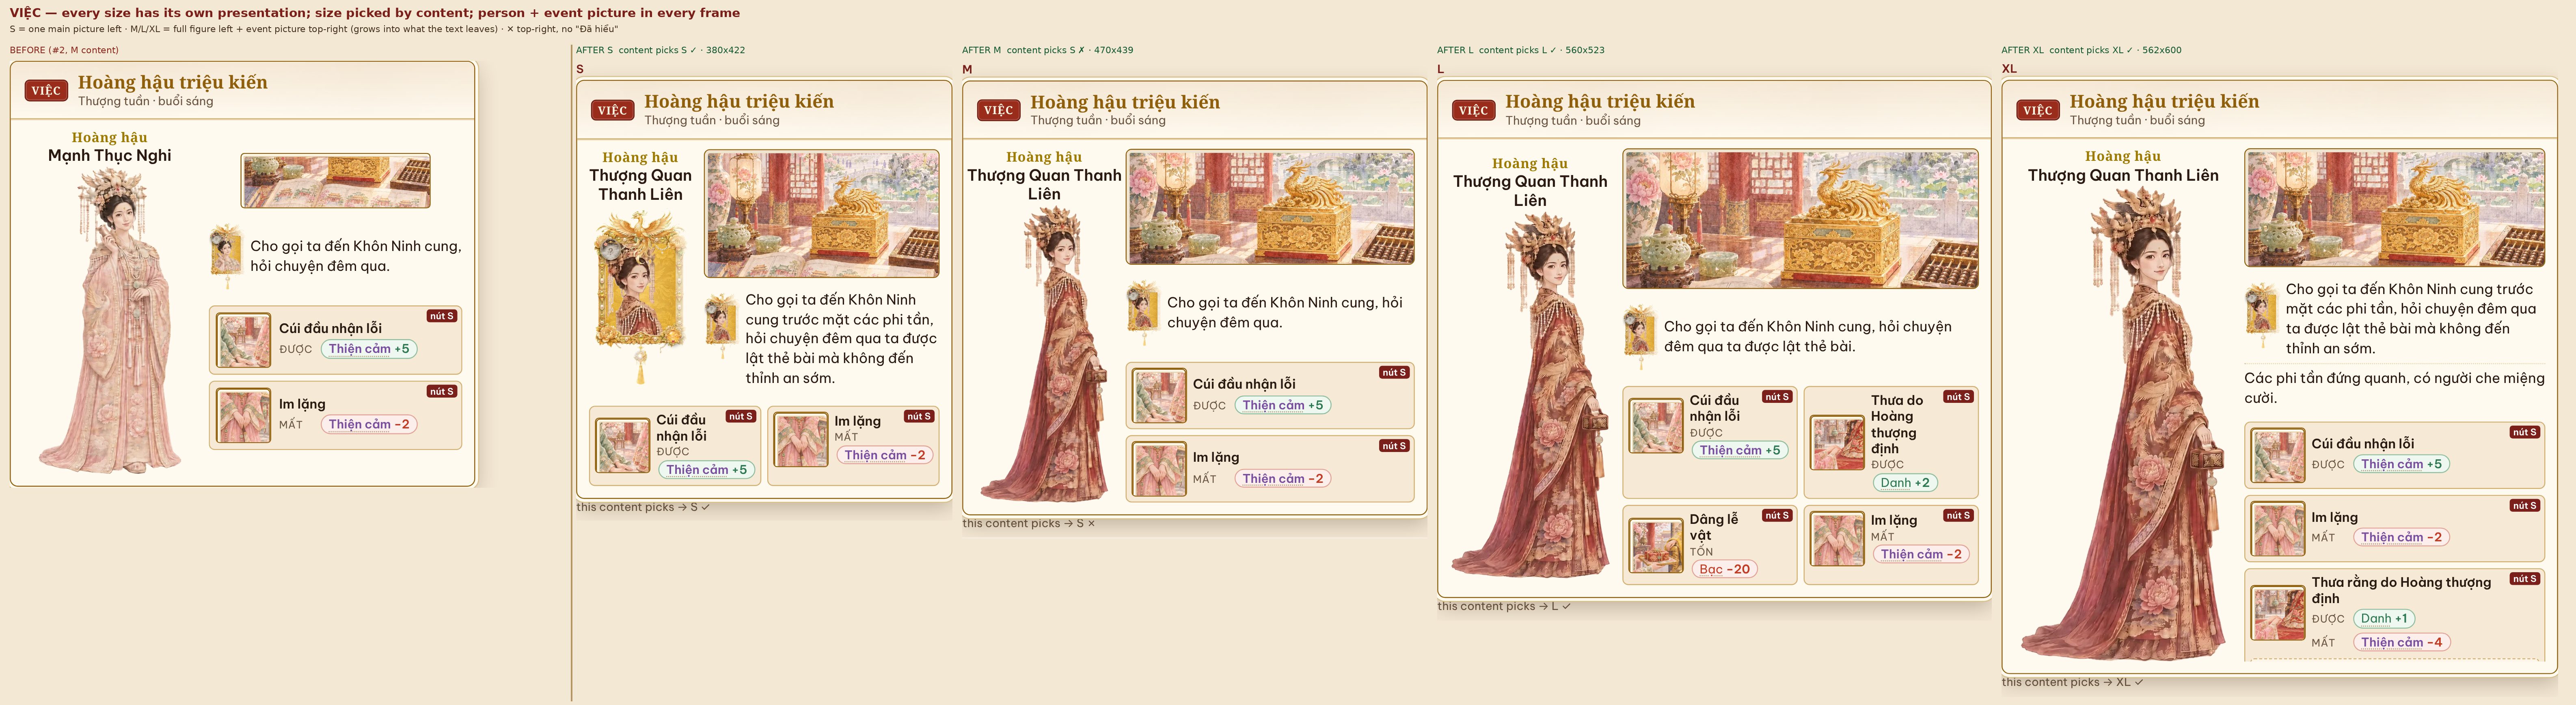 VIỆC — every size has its own presentation; size picked by content; person + event picture in every frame
S = one main picture left · M/L/XL = full figure left + event picture top-right (grows into what the text leaves) · ✕ top-right, no "Đã hiểu"
BEFORE (#2, M content)
VIỆC
Hoàng hậu triệu kiến
Thượng tuần · buổi sáng
Hoàng hậu
Mạnh Thục Nghi
Cho gọi ta đến Khôn Ninh cung,
hỏi chuyện đêm qua.
nút S
Cúi đầu nhận lỗi
ĐƯỢC Thiện cảm +5
nút S
Im lặng
MẤT Thiện cảm −2
AFTER S content picks S ✓ · 380x422
S
VIỆC
Hoàng hậu triệu kiến
Thượng tuần · buổi sáng
Hoàng hậu
Thượng Quan
Thanh Liên
Cho gọi ta đến Khôn Ninh
cung trước mặt các phi tần,
hỏi chuyện đêm qua ta được
lật thẻ bài mà không đến
thỉnh an sớm.
Cúi đầu
nhận lỗi
nút S
ĐƯỢC
Thiện cảm +5
Im lặng
nút S
MẤT
Thiện cảm −2
this content picks → S ✓
AFTER M content picks S ✗ · 470x439
M
VIỆC
Hoàng hậu triệu kiến
Thượng tuần · buổi sáng
Hoàng hậu
Thượng Quan Thanh
Liên
Cho gọi ta đến Khôn Ninh cung, hỏi
chuyện đêm qua.
nút S
Cúi đầu nhận lỗi
ĐƯỢC Thiện cảm +5
nút S
Im lặng
MẤT Thiện cảm −2
this content picks → S ✕
AFTER L content picks L ✓ · 560x523
L
VIỆC
Hoàng hậu triệu kiến
Thượng tuần · buổi sáng
Hoàng hậu
Thượng Quan Thanh
Liên
Cho gọi ta đến Khôn Ninh cung, hỏi chuyện
đêm qua ta được lật thẻ bài.
Cúi đầu
nhận lỗi
nút S
ĐƯỢC
Thiện cảm +5
Thưa do
Hoàng
thượng
định
nút S
ĐƯỢC
Danh +2
Dâng lễ
vật
nút S
TỐN
Bạc −20
Im lặng
nút S
MẤT
Thiện cảm −2
this content picks → L ✓
AFTER XL content picks XL ✓ · 562x600
XL
VIỆC
Hoàng hậu triệu kiến
Thượng tuần · buổi sáng
Hoàng hậu
Thượng Quan Thanh Liên
Cho gọi ta đến Khôn Ninh cung trước
mặt các phi tần, hỏi chuyện đêm qua
ta được lật thẻ bài mà không đến
thỉnh an sớm.
Các phi tần đứng quanh, có người che miệng
cười.
nút S
Cúi đầu nhận lỗi
ĐƯỢC Thiện cảm +5
nút S
Im lặng
MẤT Thiện cảm −2
nút S
Thưa rằng do Hoàng thượng
định
ĐƯỢC Danh +1
MẤT Thiện cảm −4
this content picks → XL ✓